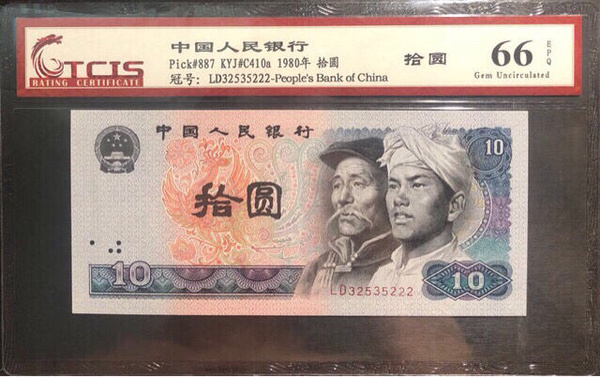 TCIS
RATING CERTIFICATE
中国人民银行
Pick#887 KYJ#C410a 1980年 拾圆
冠号: LD32535222-People's Bank of China
拾圆
66
EPQ
Gem Uncirculated
中国人民银行
10
拾圆
10
LD32535222
10